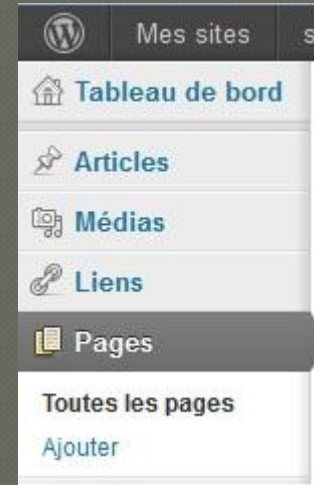 Mes sites s
Tableau de bord
Articles
Médias
Liens
Pages
Toutes les pages
Ajouter